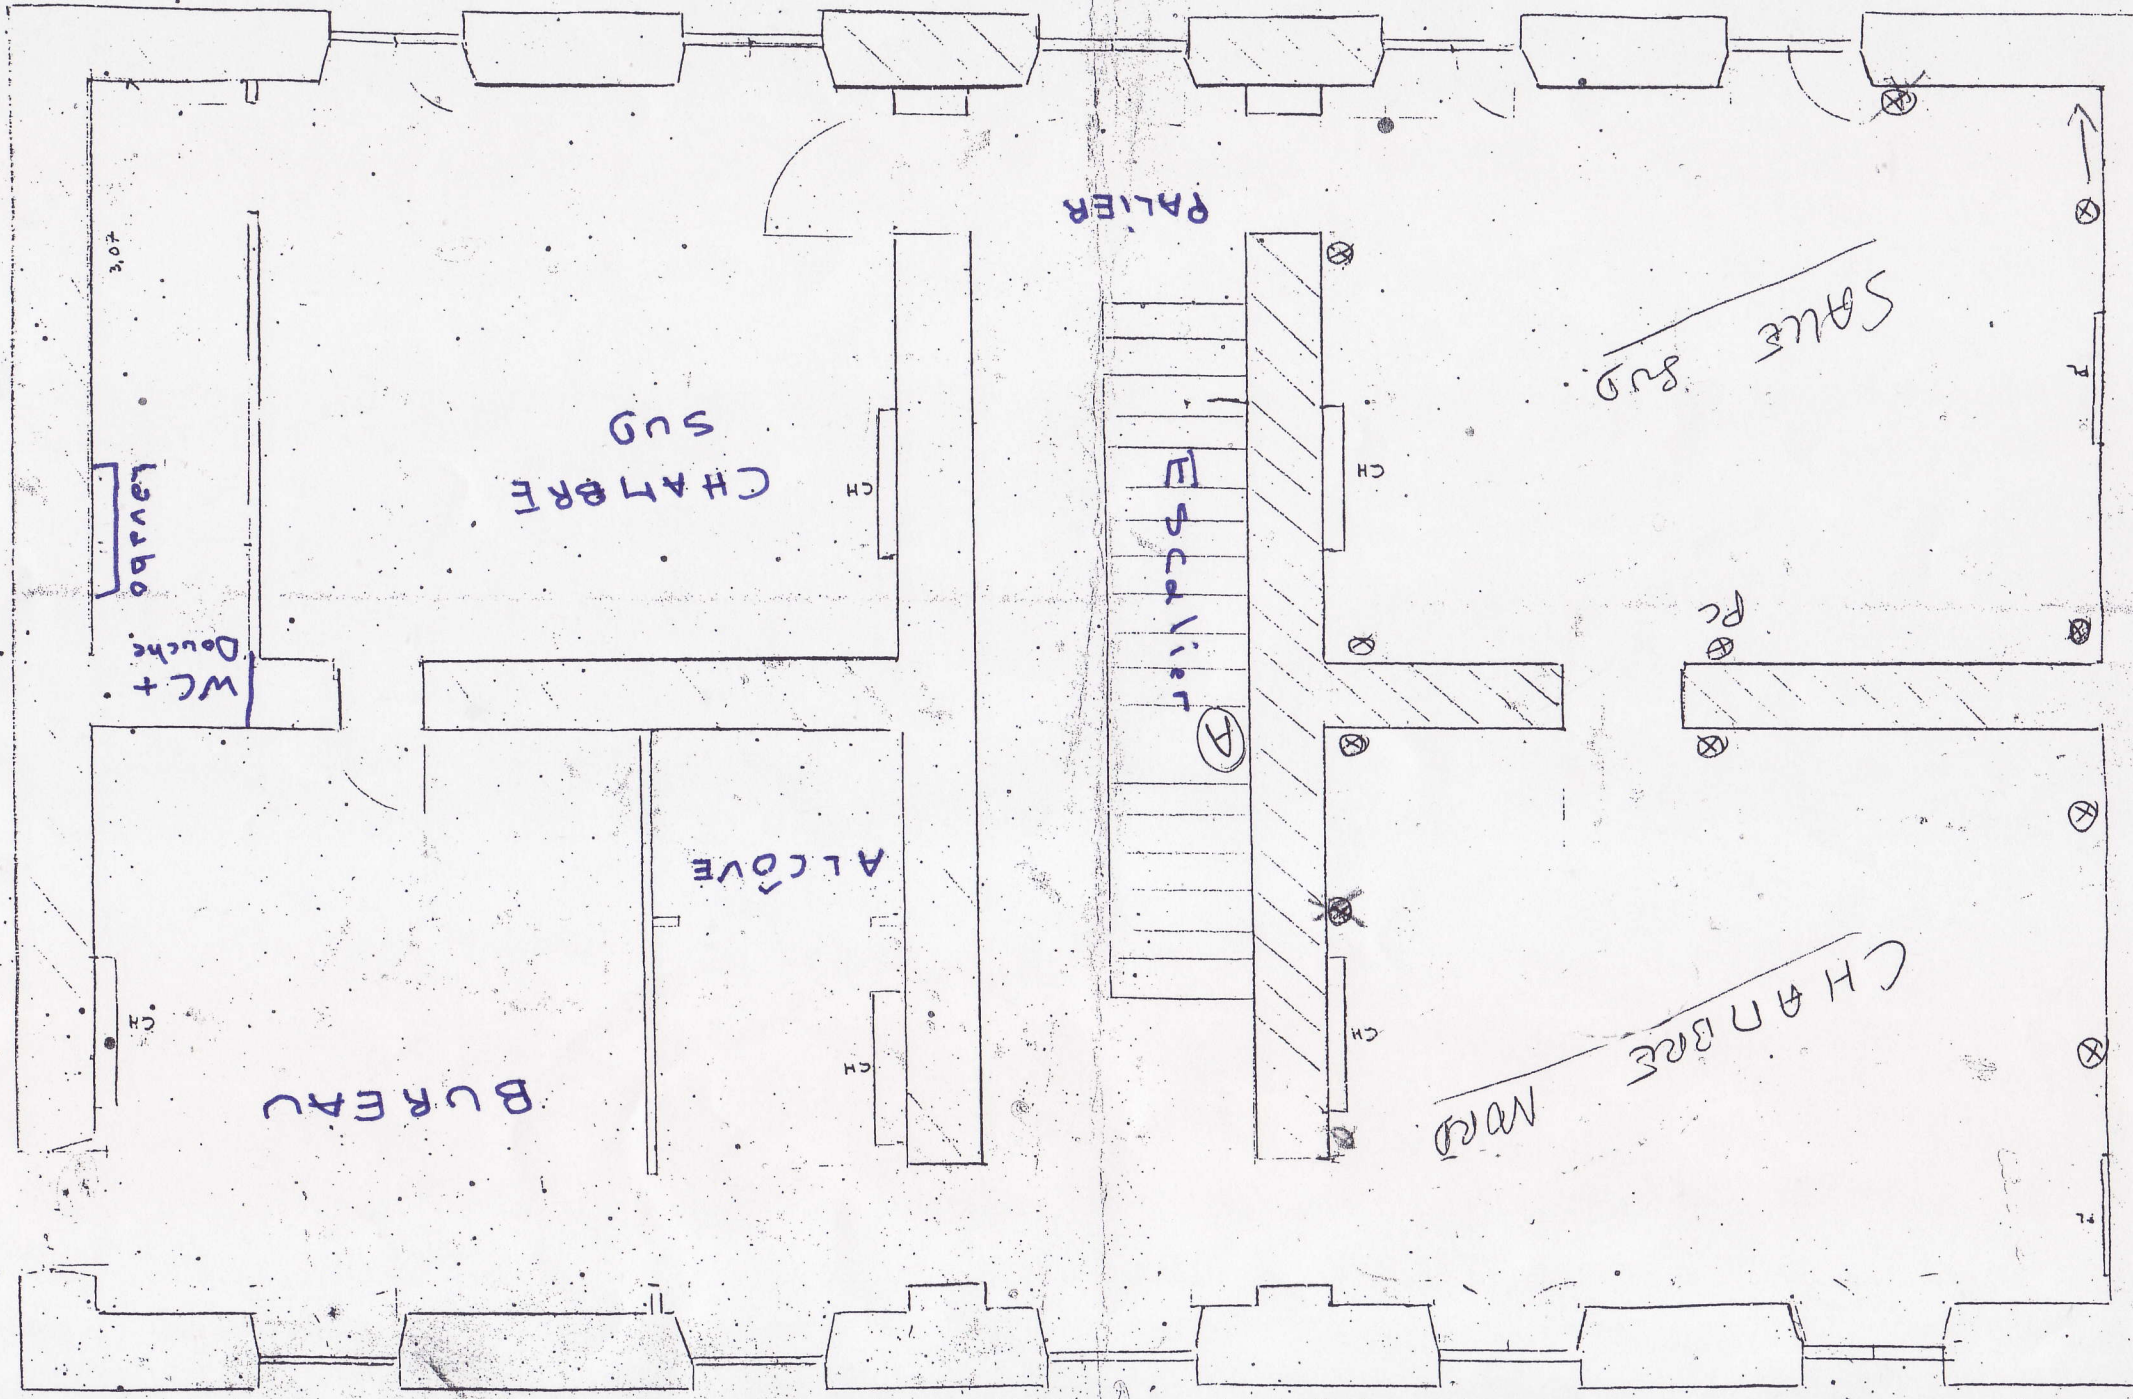 CHAMBRE
NORD
PL
CH
A
ALCÔVE
CH
BUREAU
CH
SALLE
SUD
PC
PL
CH
Escalier
PALIER
CHAMBRE
SUD
CH
WC +
Douche
Lavabo
3,07